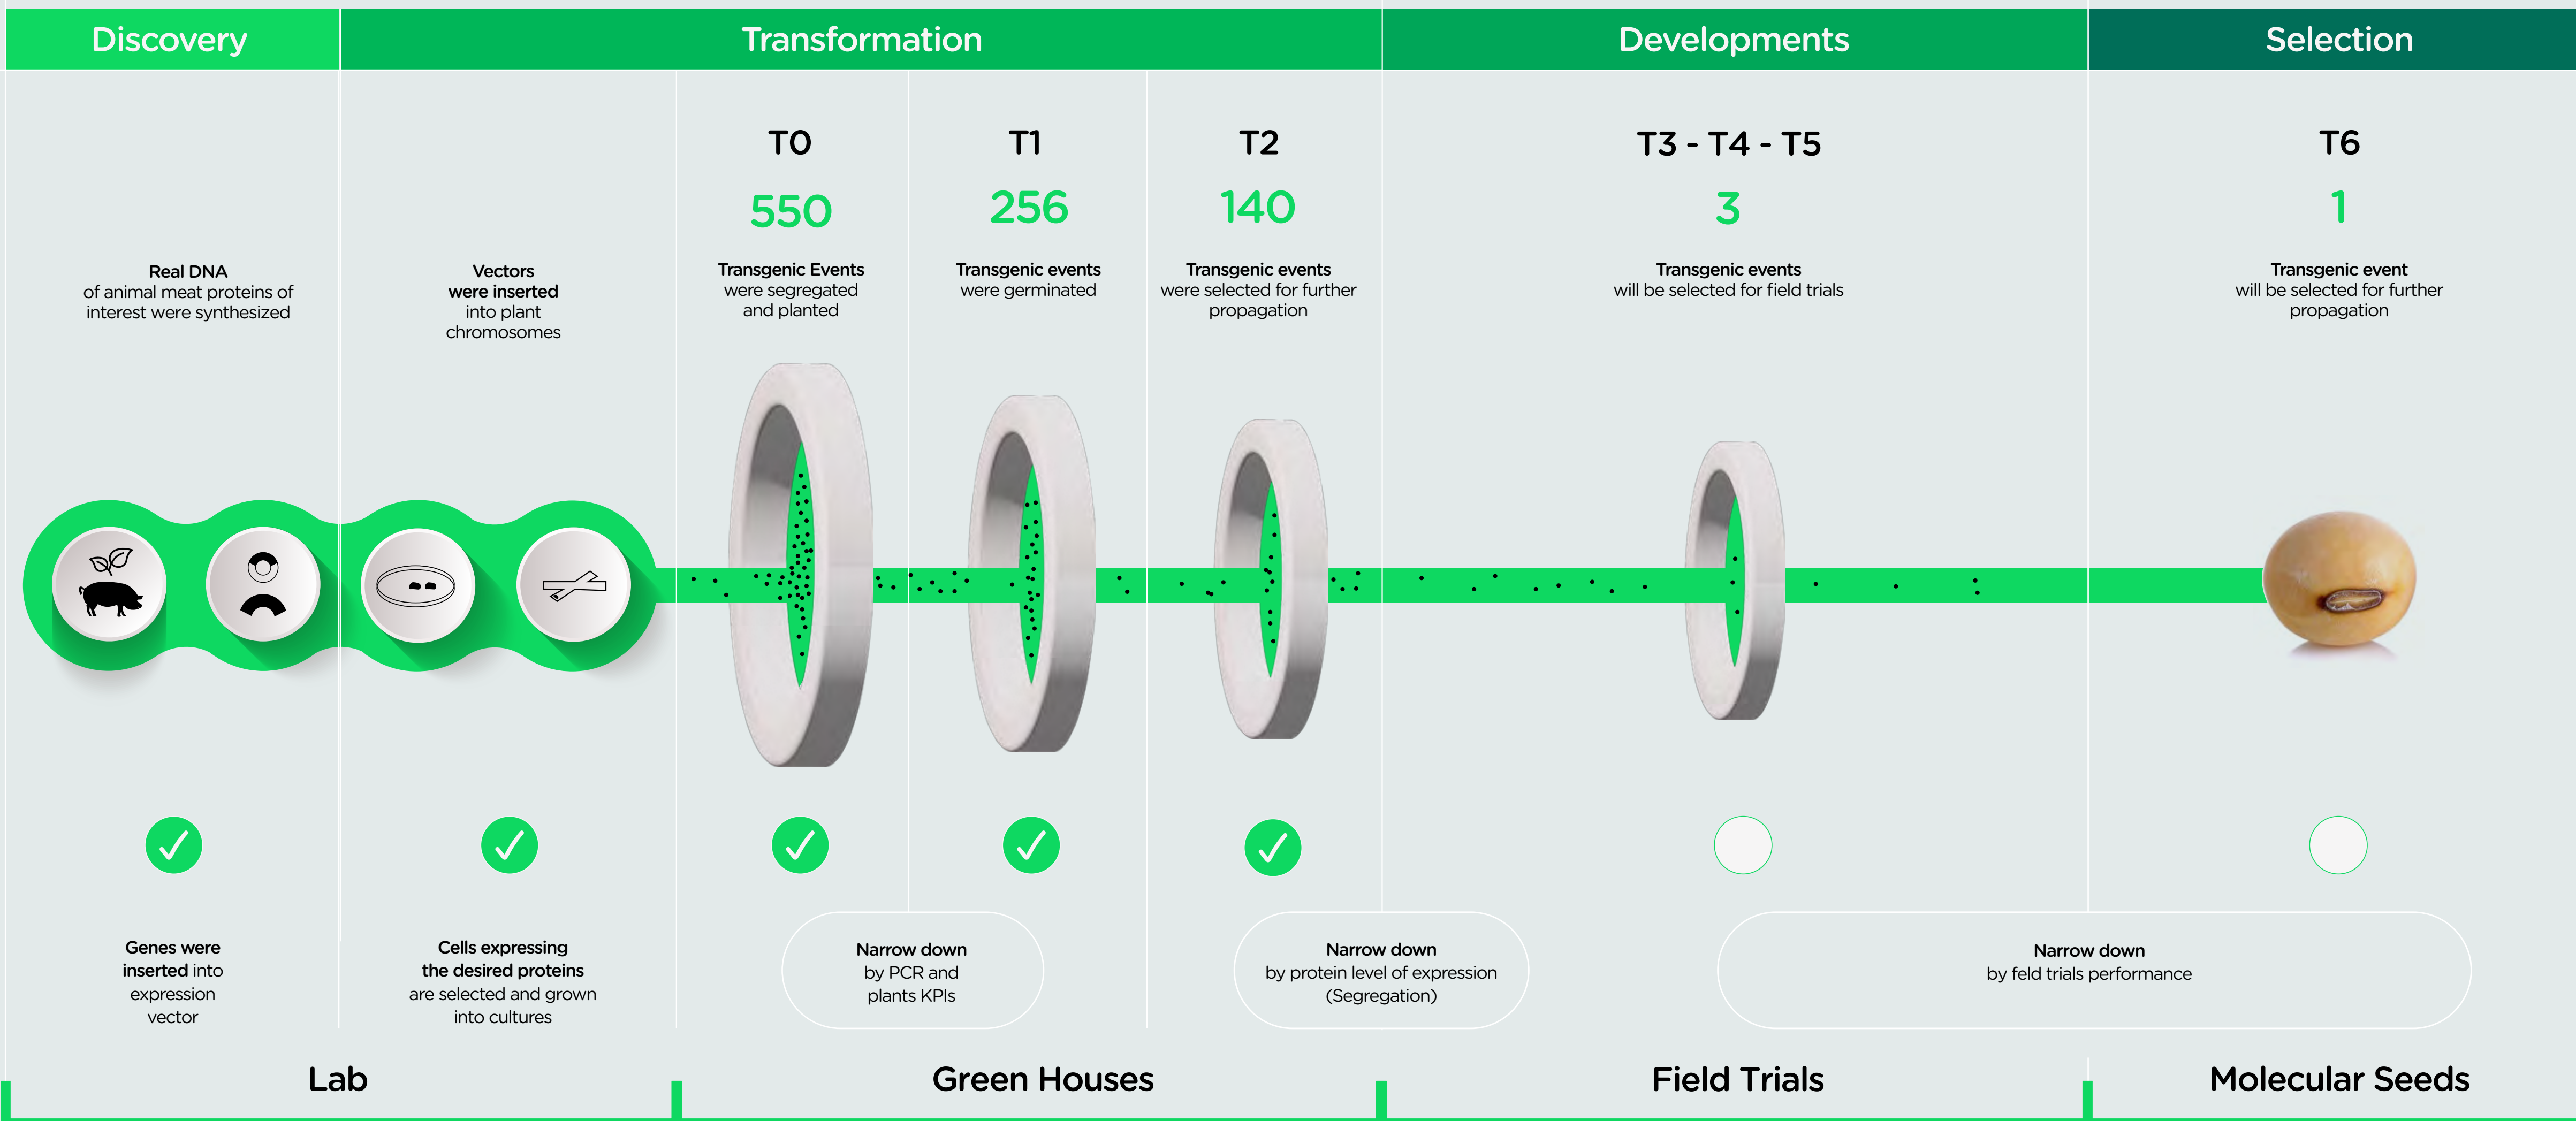 Discovery
Transformation
Developments
Selection
Real DNA
of animal meat proteins of
interest were synthesized
Vectors
were inserted
into plant
chromosomes
T0
550
Transgenic Events
were segregated
and planted
T1
256
Transgenic events
were germinated
T2
140
Transgenic events
were selected for further
propagation
T3 - T4 - T5
3
Transgenic events
will be selected for field trials
T6
1
Transgenic event
will be selected for further
propagation
Genes were
inserted into
expression
vector
Cells expressing
the desired proteins
are selected and grown
into cultures
Narrow down
by PCR and
plants KPIs
Narrow down
by protein level of expression
(Segregation)
Narrow down
by feld trials performance
Lab
Green Houses
Field Trials
Molecular Seeds